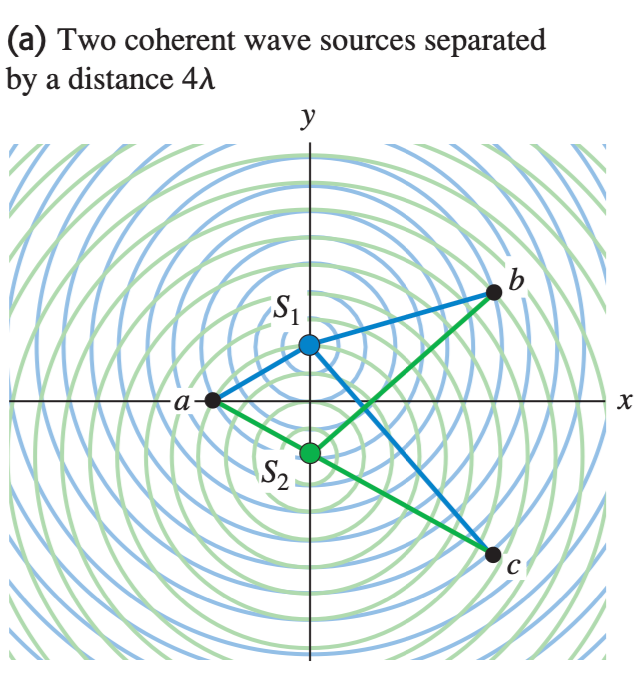 (a) Two coherent wave sources separated
by a distance 4λ
y
b
S₁
a
x
S₂
c